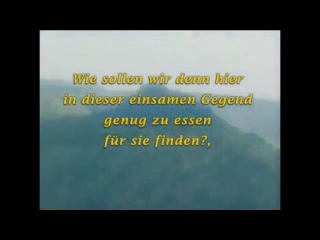 Wie sollen wir denn hier
in dieser einsamen Gegend
genug zu essen
für sie finden?,